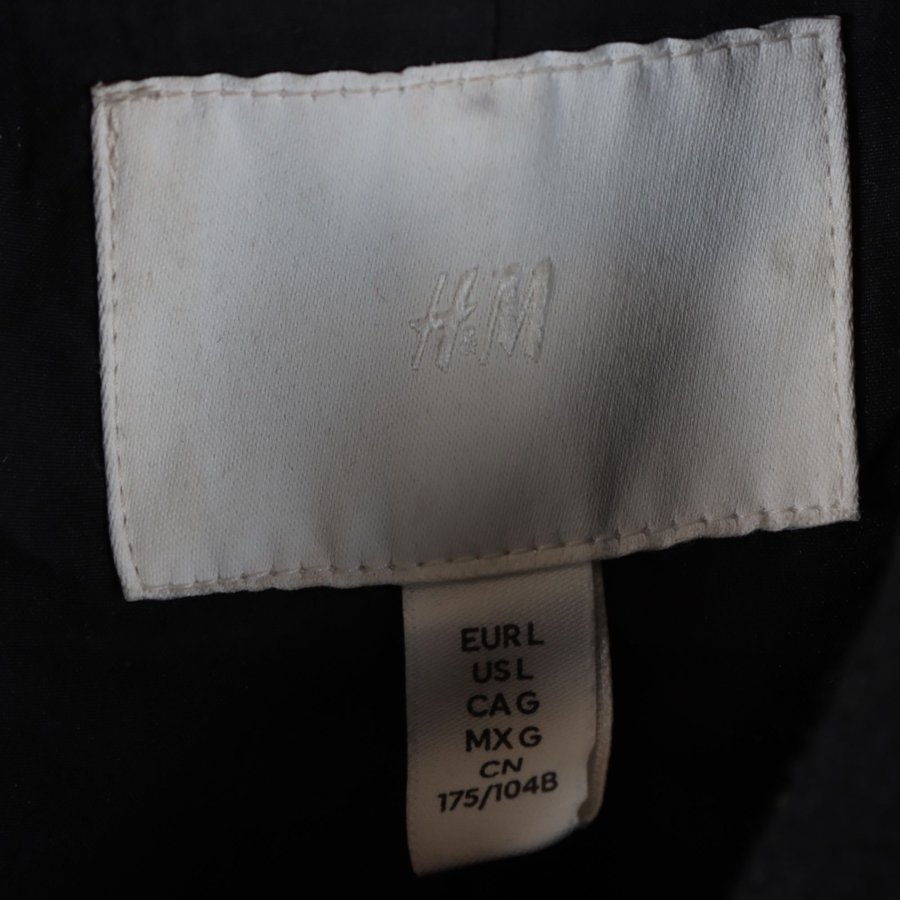 H&M
EUR L
US L
CA G
MX G
CN
175/104B